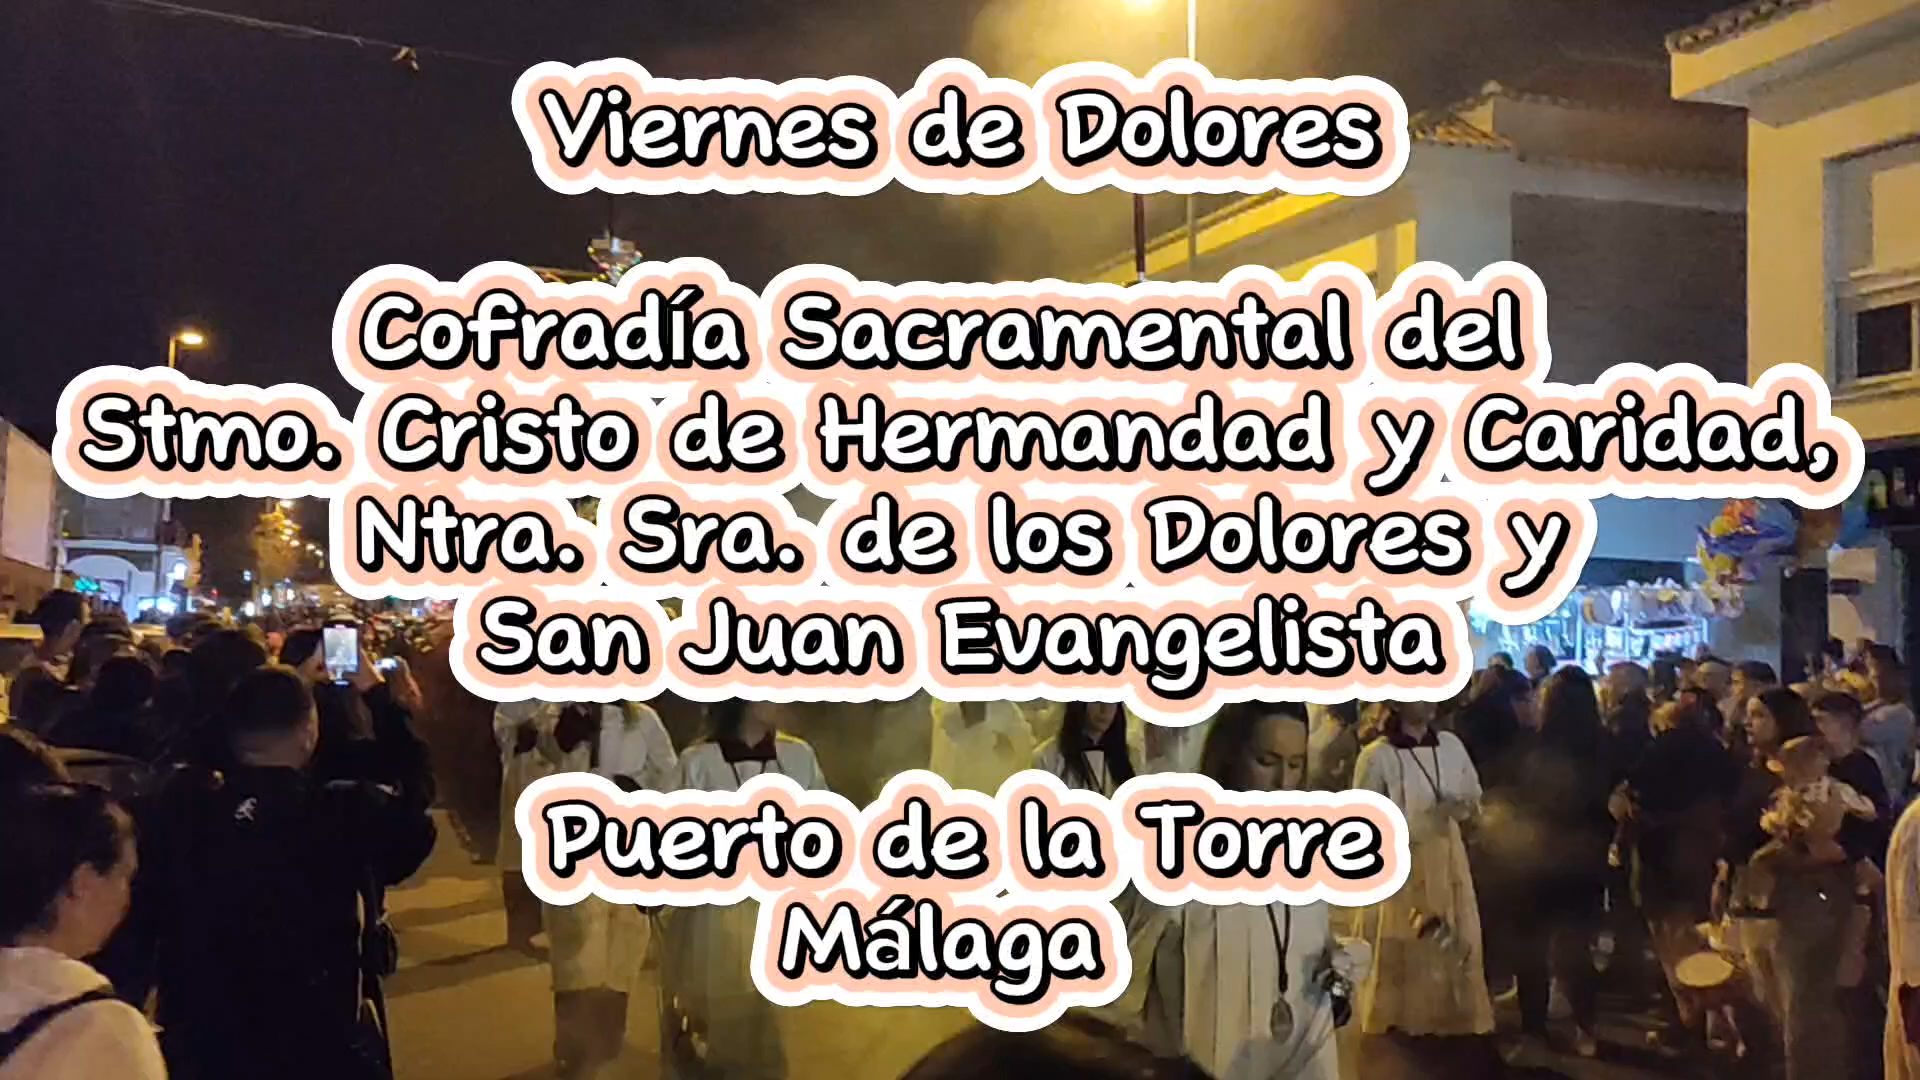 Viernes de Dolores
Cofradía Sacramental del
Stmo. Cristo de Hermandad y Caridad,
Ntra. Sra. de los Dolores y
San Juan Evangelista
Puerto de la Torre
Málaga